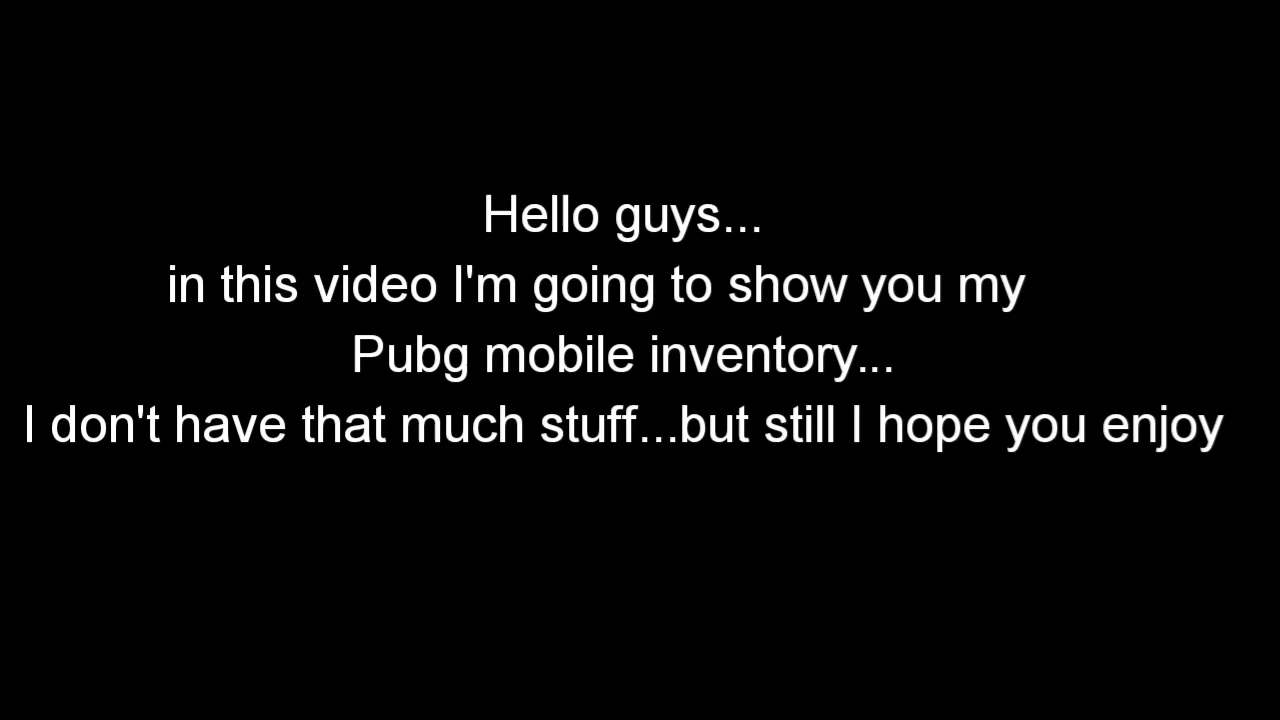 Hello guys...
in this video I'm going to show you my
Pubg mobile inventory...
I don't have that much stuff...but still I hope you enjoy